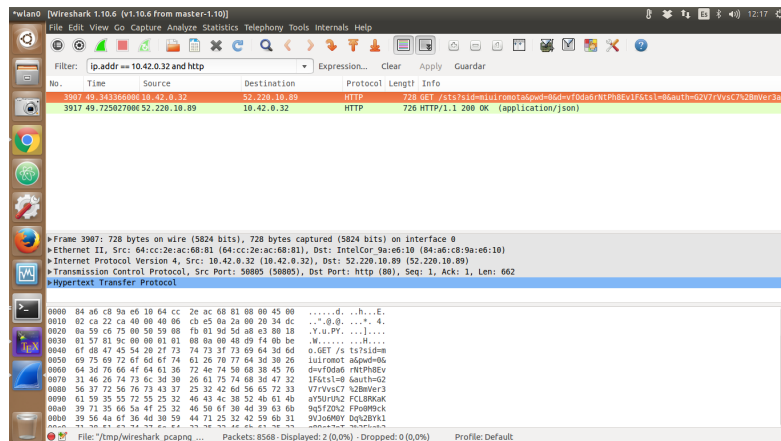 *wlan0 [Wireshark 1.10.6 (v1.10.6 from master-1.10)]
Es 12:17
File Edit View Go Capture Analyze Statistics Telephony Tools Internals Help
Filter: ip.addr == 10.42.0.32 and http Expression... Clear Apply Guardar
No. Time Source Destination Protocol Length Info
3907 49.343366000 10.42.0.32 52.220.10.89 HTTP 728 GET /sts?sid=miuiromota&pwd=0&d=vfOda6rNtPh8Ev1F&tsl=0&auth=G2V7rVvsC7%2BmVer3a
3917 49.725027000 52.220.10.89 10.42.0.32 HTTP 726 HTTP/1.1 200 OK (application/json)
Frame 3907: 728 bytes on wire (5824 bits), 728 bytes captured (5824 bits) on interface 0
Ethernet II, Src: 64:cc:2e:ac:68:81 (64:cc:2e:ac:68:81), Dst: IntelCor_9a:e6:10 (84:a6:c8:9a:e6:10)
Internet Protocol Version 4, Src: 10.42.0.32 (10.42.0.32), Dst: 52.220.10.89 (52.220.10.89)
Transmission Control Protocol, Src Port: 50805 (50805), Dst Port: http (80), Seq: 1, Ack: 1, Len: 662
Hypertext Transfer Protocol
0000 84 a6 c8 9a e6 10 64 cc 2e ac 68 81 08 00 45 00 ......d. ..h...E.
0010 02 ca 22 ca 40 00 40 06 cb e5 0a 2a 00 20 34 dc ..".@.@. ...*. 4.
0020 0a 59 c6 75 00 50 59 08 fb 01 9d 5d a8 e3 80 18 .Y.u.PY. ...]....
0030 01 57 81 9c 00 00 01 01 08 0a 00 48 d9 f4 0b be .W...... ...H....
0040 6f d8 47 45 54 20 2f 73 74 73 3f 73 69 64 3d 6d o.GET /s ts?sid=m
0050 69 75 69 72 6f 6d 6f 74 61 26 70 77 64 3d 30 26 iuiromot a&pwd=0&
0060 64 3d 76 66 4f 64 61 36 72 4e 74 50 68 38 45 76 d=vfOda6 rNtPh8Ev
0070 31 46 26 74 73 6c 3d 30 26 61 75 74 68 3d 47 32 1F&tsl=0 &auth=G2
0080 56 37 72 56 76 73 43 37 25 32 42 6d 56 65 72 33 V7rVvsC7 %2BmVer3
0090 61 59 35 55 72 55 25 32 46 43 4c 38 52 4b 61 4b aY5UrU%2 FCL8RKaK
00a0 39 71 35 66 5a 4f 25 32 46 50 6f 30 4d 39 63 6b 9q5fZO%2 FPo0M9ck
00b0 39 56 4a 6f 36 4d 30 59 44 71 25 32 42 59 6b 31 9VJo6M0Y Dq%2BYk1
File: "/tmp/wireshark_pcapng ... Packets: 8568 · Displayed: 2 (0,0%) · Dropped: 0 (0,0%) Profile: Default